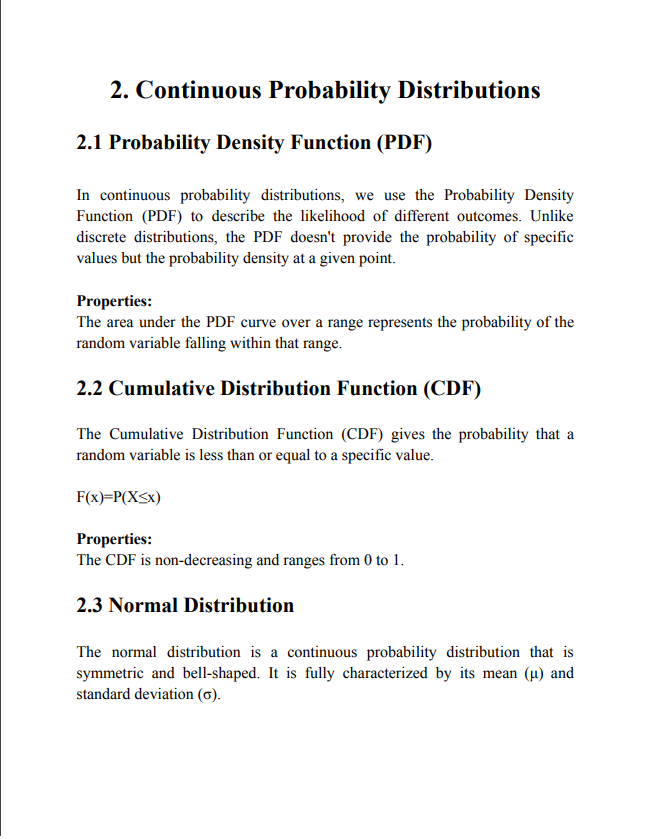 2. Continuous Probability Distributions
2.1 Probability Density Function (PDF)
In continuous probability distributions, we use the Probability Density
Function (PDF) to describe the likelihood of different outcomes. Unlike
discrete distributions, the PDF doesn't provide the probability of specific
values but the probability density at a given point.
Properties:
The area under the PDF curve over a range represents the probability of the
random variable falling within that range.
2.2 Cumulative Distribution Function (CDF)
The Cumulative Distribution Function (CDF) gives the probability that a
random variable is less than or equal to a specific value.
F(x)=P(X≤x)
Properties:
The CDF is non-decreasing and ranges from 0 to 1.
2.3 Normal Distribution
The normal distribution is a continuous probability distribution that is
symmetric and bell-shaped. It is fully characterized by its mean (μ) and
standard deviation (σ).